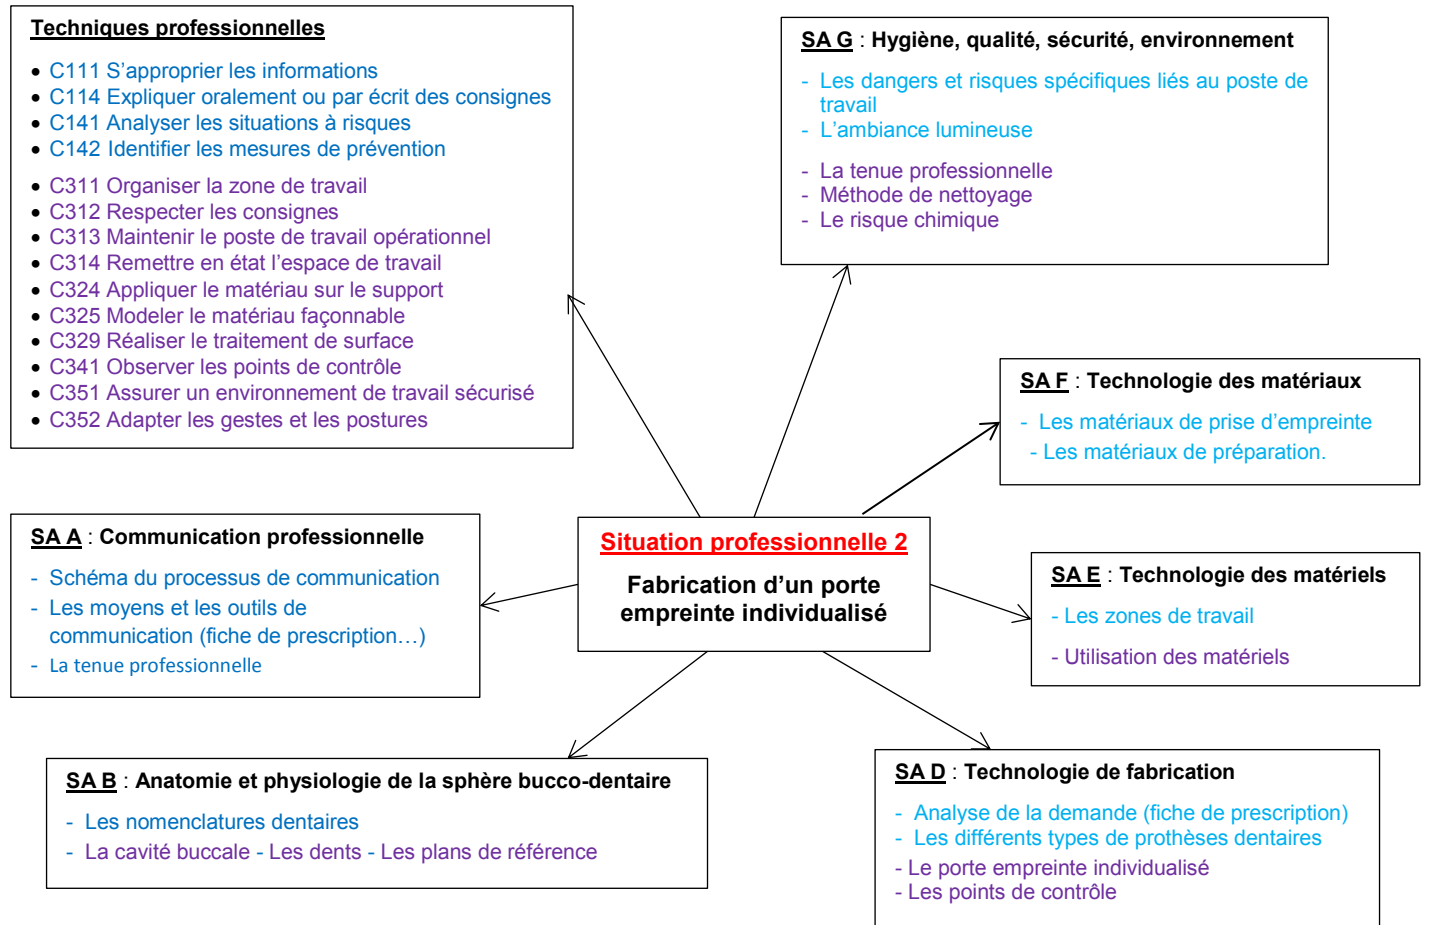 Techniques professionnelles
• C111 S’approprier les informations
• C114 Expliquer oralement ou par écrit des consignes
• C141 Analyser les situations à risques
• C142 Identifier les mesures de prévention
• C311 Organiser la zone de travail
• C312 Respecter les consignes
• C313 Maintenir le poste de travail opérationnel
• C314 Remettre en état l’espace de travail
• C324 Appliquer le matériau sur le support
• C325 Modeler le matériau façonnable
• C329 Réaliser le traitement de surface
• C341 Observer les points de contrôle
• C351 Assurer un environnement de travail sécurisé
• C352 Adapter les gestes et les postures
SA G : Hygiène, qualité, sécurité, environnement
- Les dangers et risques spécifiques liés au poste de
travail
- L’ambiance lumineuse
- La tenue professionnelle
- Méthode de nettoyage
- Le risque chimique
SA F : Technologie des matériaux
- Les matériaux de prise d’empreinte
- Les matériaux de préparation.
SA A : Communication professionnelle
- Schéma du processus de communication
- Les moyens et les outils de
communication (fiche de prescription…)
- La tenue professionnelle
Situation professionnelle 2
Fabrication d’un porte
empreinte individualisé
SA E : Technologie des matériels
- Les zones de travail
- Utilisation des matériels
SA B : Anatomie et physiologie de la sphère bucco-dentaire
- Les nomenclatures dentaires
- La cavité buccale - Les dents - Les plans de référence
SA D : Technologie de fabrication
- Analyse de la demande (fiche de prescription)
- Les différents types de prothèses dentaires
- Le porte empreinte individualisé
- Les points de contrôle